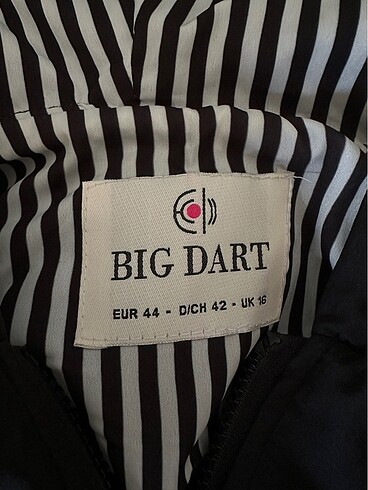 BIG DART
EUR 44 - D/CH 42 - UK 16